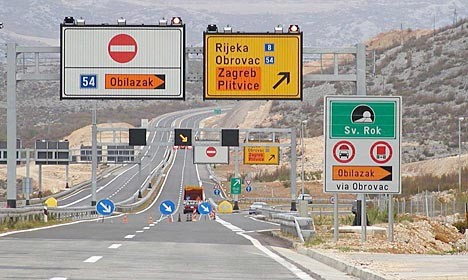 54 Obilazak
Rijeka 8
Obrovac 54
Zagreb
Plitvice
Sv. Rok
Obilazak
via Obrovac